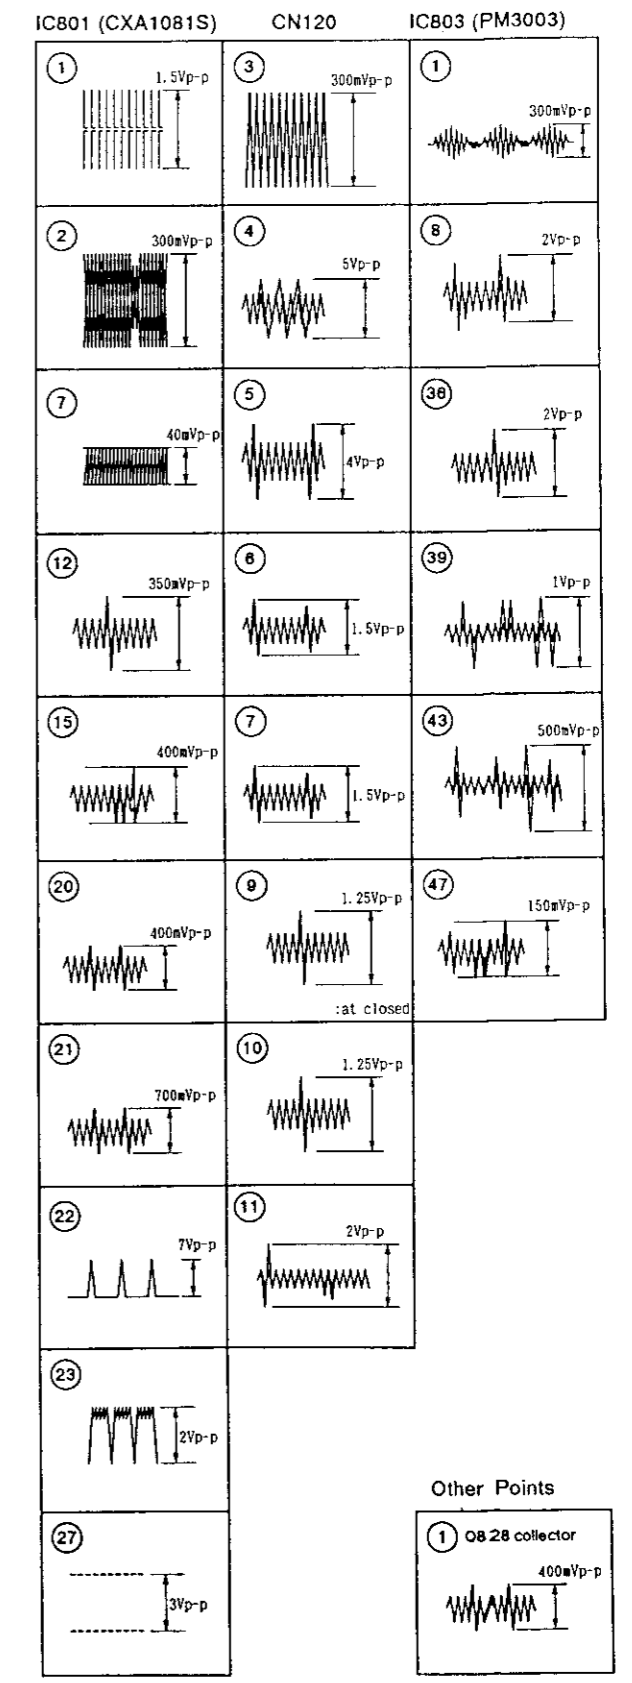 IC801 (CXA1081S)
1
1.5Vp-p
2
300mVp-p
7
40mVp-p
12
350mVp-p
15
400mVp-p
20
400mVp-p
21
700mVp-p
22
7Vp-p
23
2Vp-p
27
3Vp-p
CN120
3
300mVp-p
4
5Vp-p
5
4Vp-p
6
1.5Vp-p
7
1.5Vp-p
9
1.25Vp-p
:at closed
10
1.25Vp-p
11
2Vp-p
IC803 (PM3003)
1
300mVp-p
8
2Vp-p
38
2Vp-p
39
1Vp-p
43
500mVp-p
47
150mVp-p
Other Points
1 Q828 collector
400mVp-p